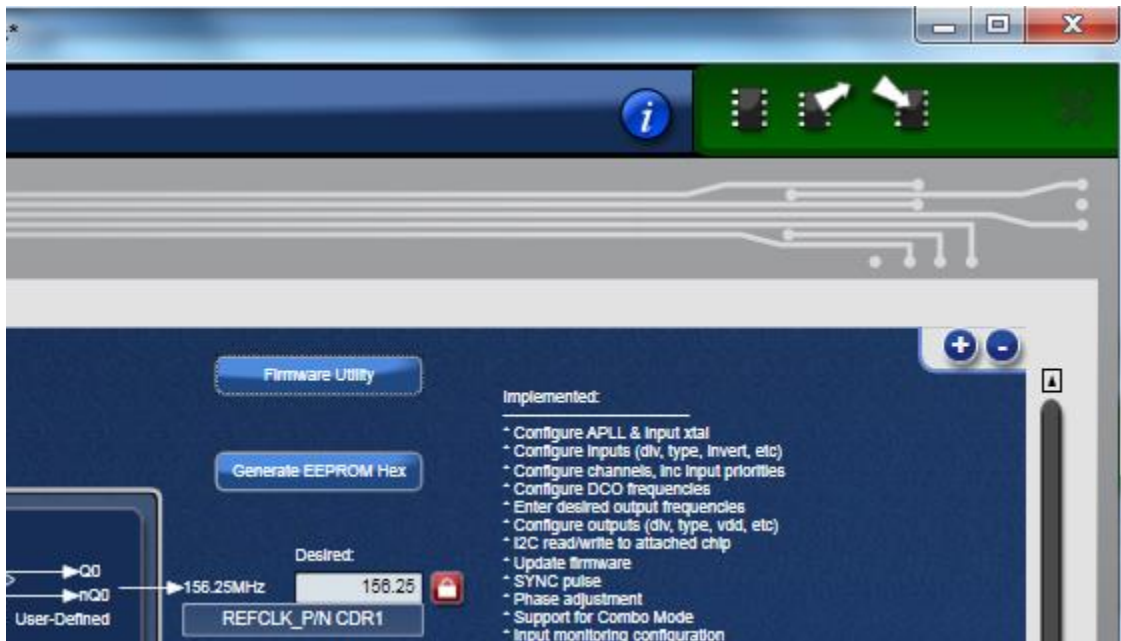 .*
i
Firmware Utility
Generate EEPROM Hex
Implemented:
* Configure APLL & Input xtal
* Configure Inputs (div, type, Invert, etc)
* Configure channels, Inc Input priorities
* Configure DCO frequencies
* Enter desired output frequencies
* Configure outputs (div, type, vdd, etc)
* I2C read/write to attached chip
* Update firmware
* SYNC pulse
* Phase adjustment
* Support for Combo Mode
* Input monitoring configuration
Desired:
Q0
nQ0
156.25MHz
156.25
User-Defined
REFCLK_P/N CDR1